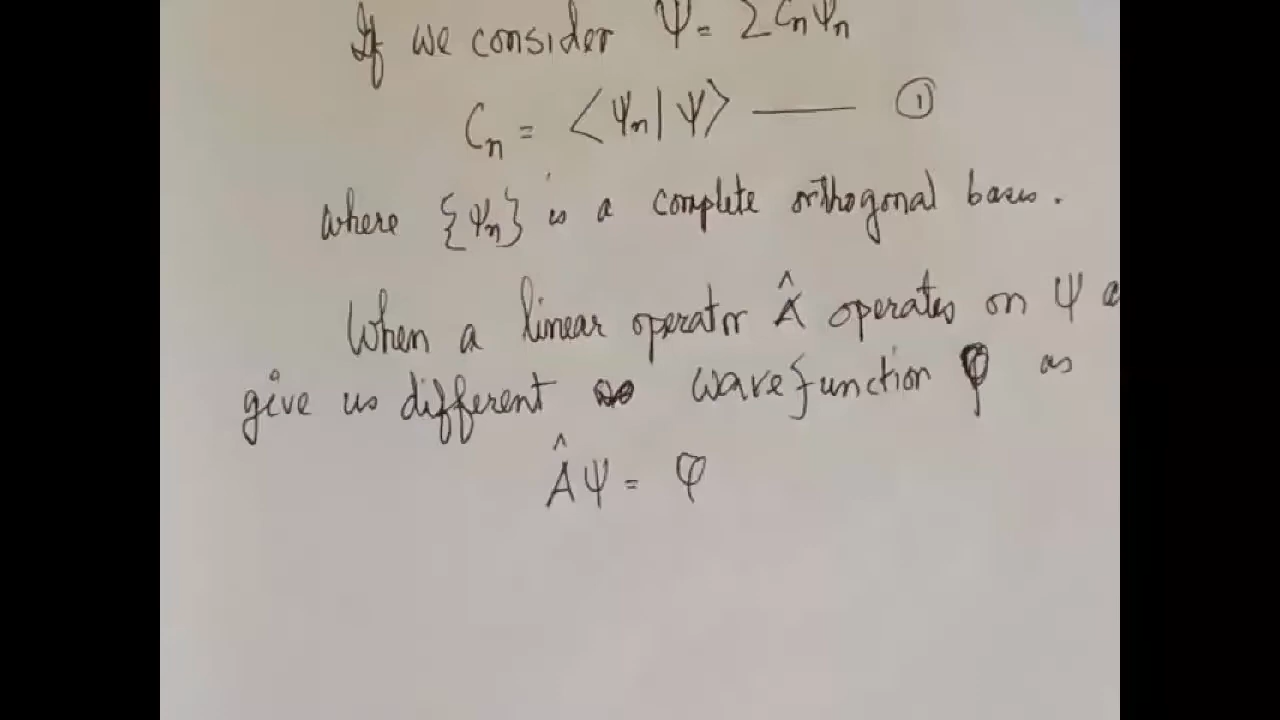 If we consider Ψ = Σ CnΨn
Cn = ⟨Ψn|Ψ⟩ —— ①
where {Ψn} is a complete orthogonal basis.
When a linear operator Â operates on Ψ
give us different wavefunction φ as
ÂΨ = φ